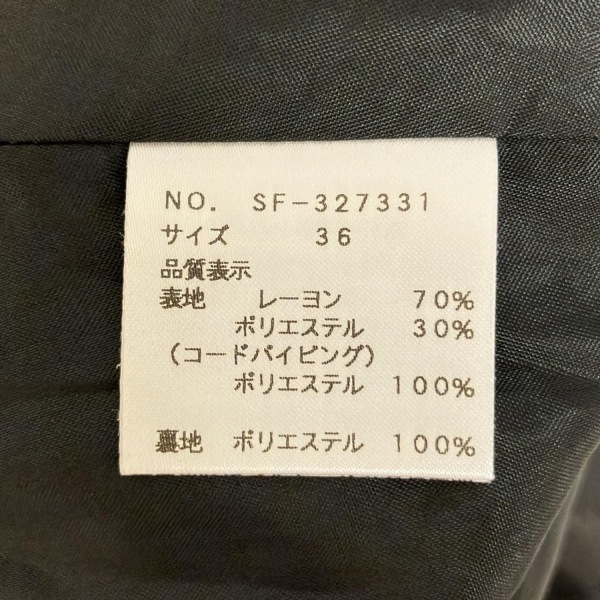 NO. SF-327331
サイズ 36
品質表示
表地 レーヨン 70%
ポリエステル 30%
(コードパイピング)
ポリエステル 100%
裏地 ポリエステル 100%